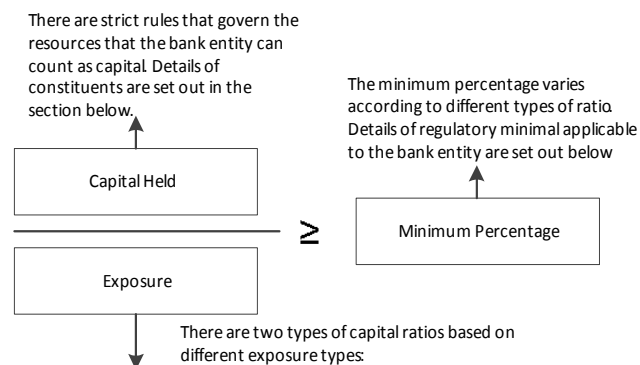 There are strict rules that govern the
resources that the bank entity can
count as capital. Details of
constituents are set out in the
section below.
The minimum percentage varies
according to different types of ratio.
Details of regulatory minimal applicable
to the bank entity are set out below
Capital Held
≥
Minimum Percentage
Exposure
There are two types of capital ratios based on
different exposure types: